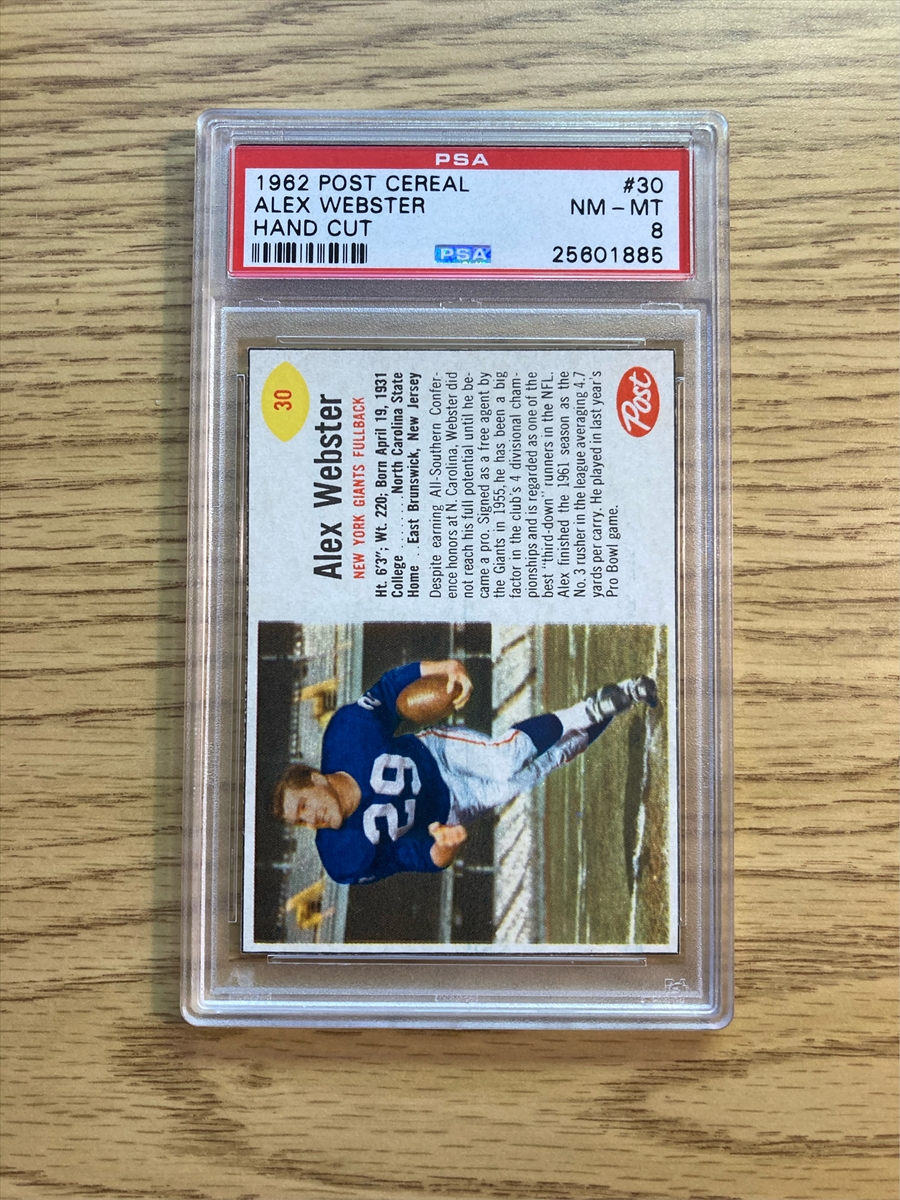 PSA
1962 POST CEREAL #30
ALEX WEBSTER NM - MT
HAND CUT 8
PSA 25601885
30
Alex Webster
NEW YORK GIANTS FULLBACK
Ht. 6'3"; Wt. 220; Born April 19, 1931
College ........ North Carolina State
Home .. East Brunswick, New Jersey
Despite earning All-Southern Confer-
ence honors at N. Carolina, Webster did
not reach his full potential until he be-
came a pro. Signed as a free agent by
the Giants in 1955, he has been a big
factor in the club's 4 divisional cham-
pionships and is regarded as one of the
best "third-down" runners in the NFL.
Alex finished the 1961 season as the
No. 3 rusher in the league averaging 4.7
yards per carry. He played in last year's
Pro Bowl game.
Post
29
2